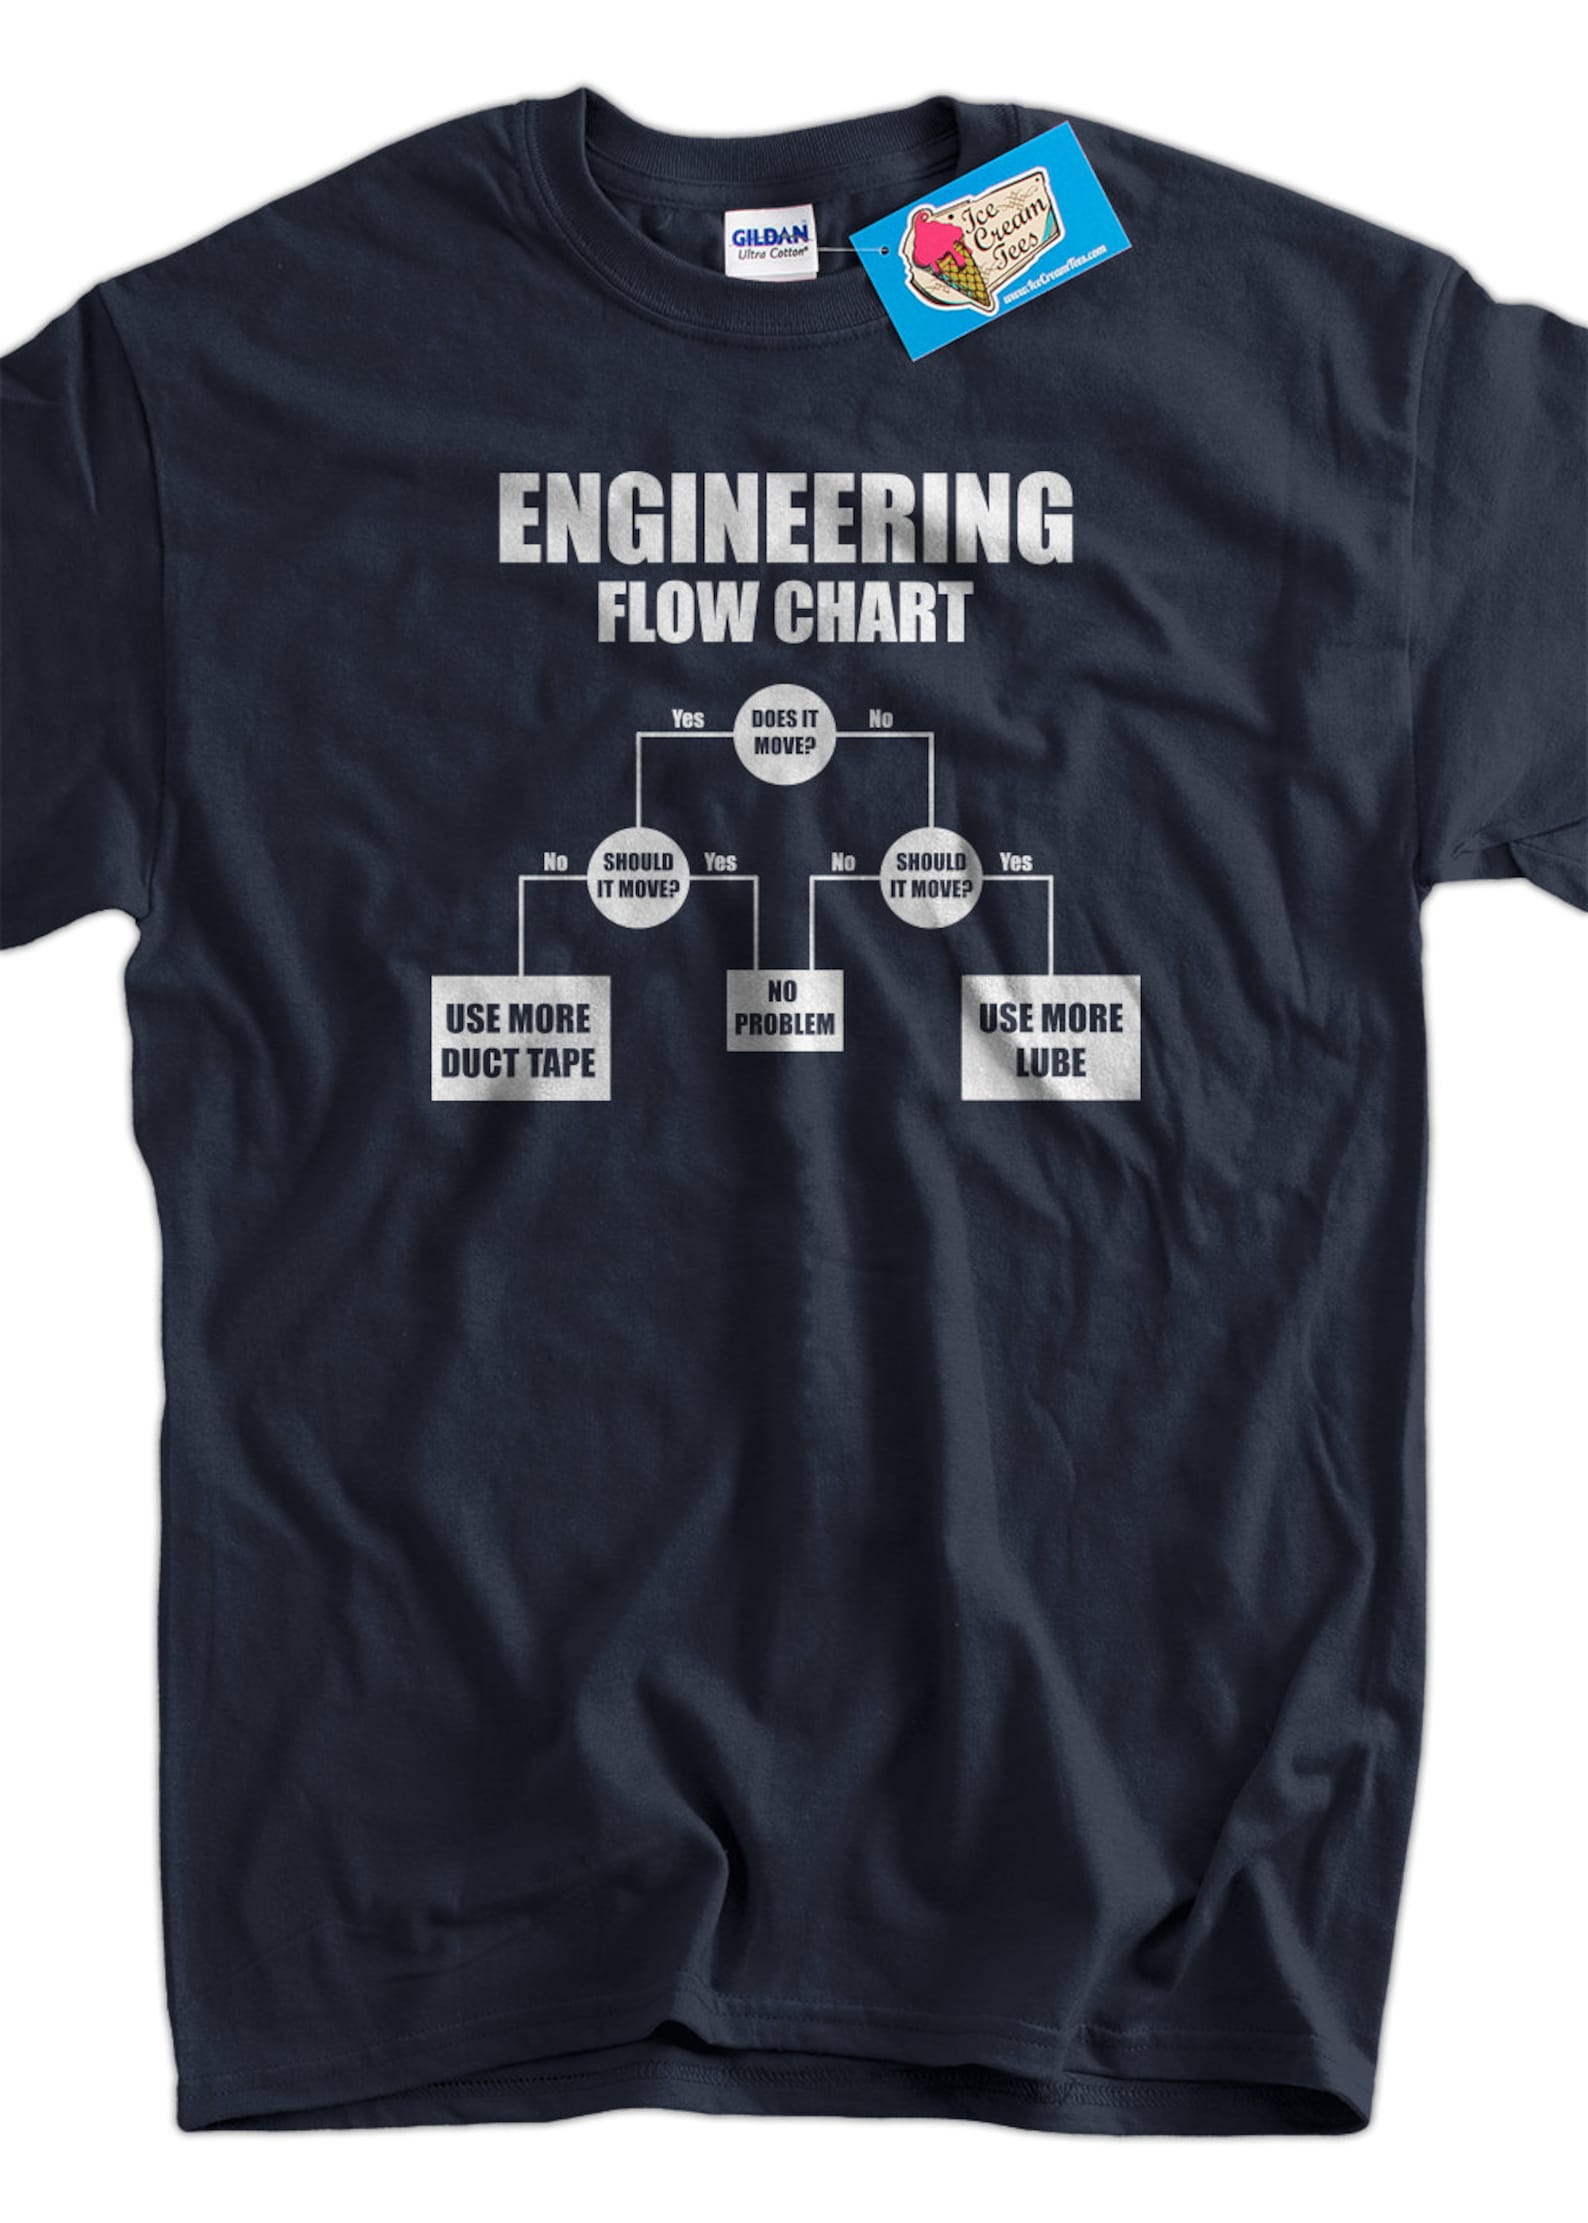 GILDAN
Ultra Cotton®
Ice
Cream
Tees
www.IceCreamTees.com
ENGINEERING
FLOW CHART
Yes
DOES IT
MOVE?
No
No
SHOULD
IT MOVE?
Yes
No
SHOULD
IT MOVE?
Yes
USE MORE
DUCT TAPE
NO
PROBLEM
USE MORE
LUBE